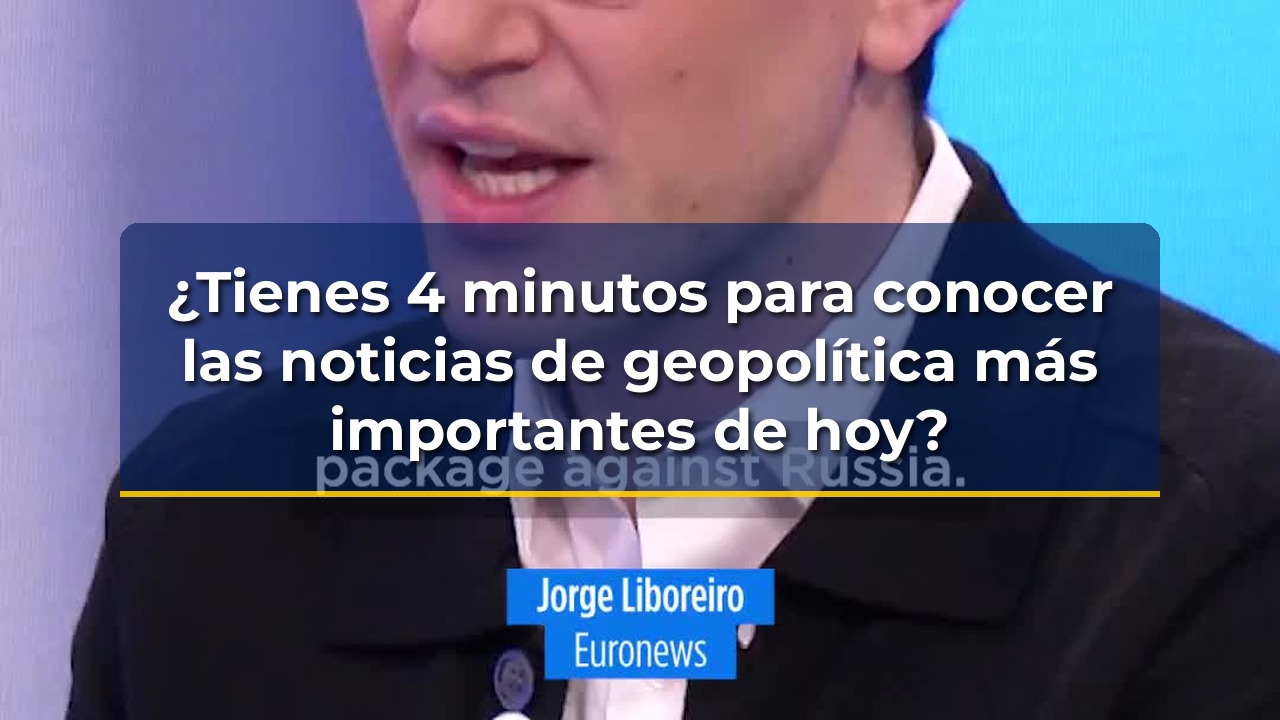 ¿Tienes 4 minutos para conocer
las noticias de geopolítica más
importantes de hoy?
package against Russia.
Jorge Liboreiro
Euronews